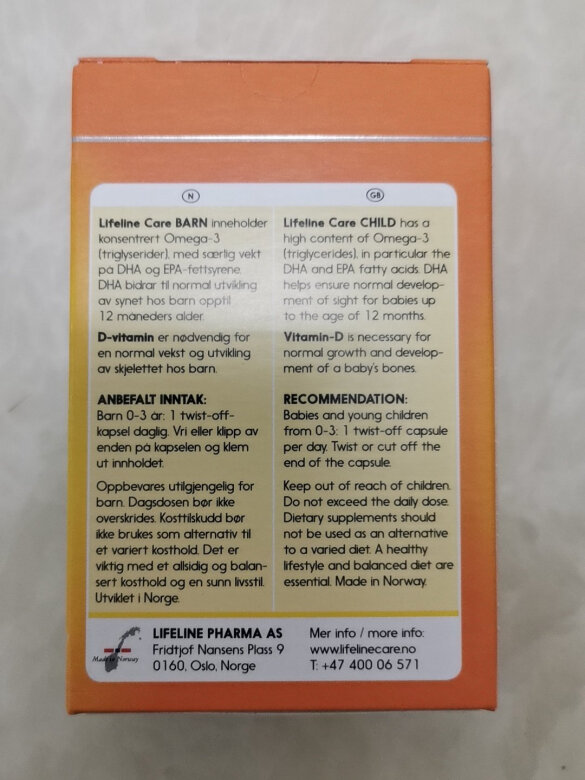 N
Lifeline Care BARN inneholder
konsentrert Omega-3
(triglyserider), med særlig vekt
på DHA og EPA-fettsyrene.
DHA bidrar til normal utvikling
av synet hos barn opptil
12 måneders alder.
D-vitamin er nødvendig for
en normal vekst og utvikling
av skjelettet hos barn.
ANBEFALT INNTAK:
Barn 0-3 år: 1 twist-off-
kapsel daglig. Vri eller klipp av
enden på kapselen og klem
ut innholdet.
Oppbevares utilgjengelig for
barn. Dagsdosen bør ikke
overskrides. Kosttilskudd bør
ikke brukes som alternativ til
et variert kosthold. Det er
viktig med et allsidig og balan-
sert kosthold og en sunn livsstil.
Utviklet i Norge.
GB
Lifeline Care CHILD has a
high content of Omega-3
(triglycerides), in particular the
DHA and EPA fatty acids. DHA
helps ensure normal develop-
ment of sight for babies up
to the age of 12 months.
Vitamin-D is necessary for
normal growth and develop-
ment of a baby's bones.
RECOMMENDATION:
Babies and young children
from 0-3: 1 twist-off capsule
per day. Twist or cut off the
end of the capsule.
Keep out of reach of children.
Do not exceed the daily dose.
Dietary supplements should
not be used as an alternative
to a varied diet. A healthy
lifestyle and balanced diet are
essential. Made in Norway.
Made in Norway
LIFELINE PHARMA AS
Fridtjof Nansens Plass 9
0160, Oslo, Norge
Mer info / more info:
www.lifelinecare.no
T: +47 400 06 571